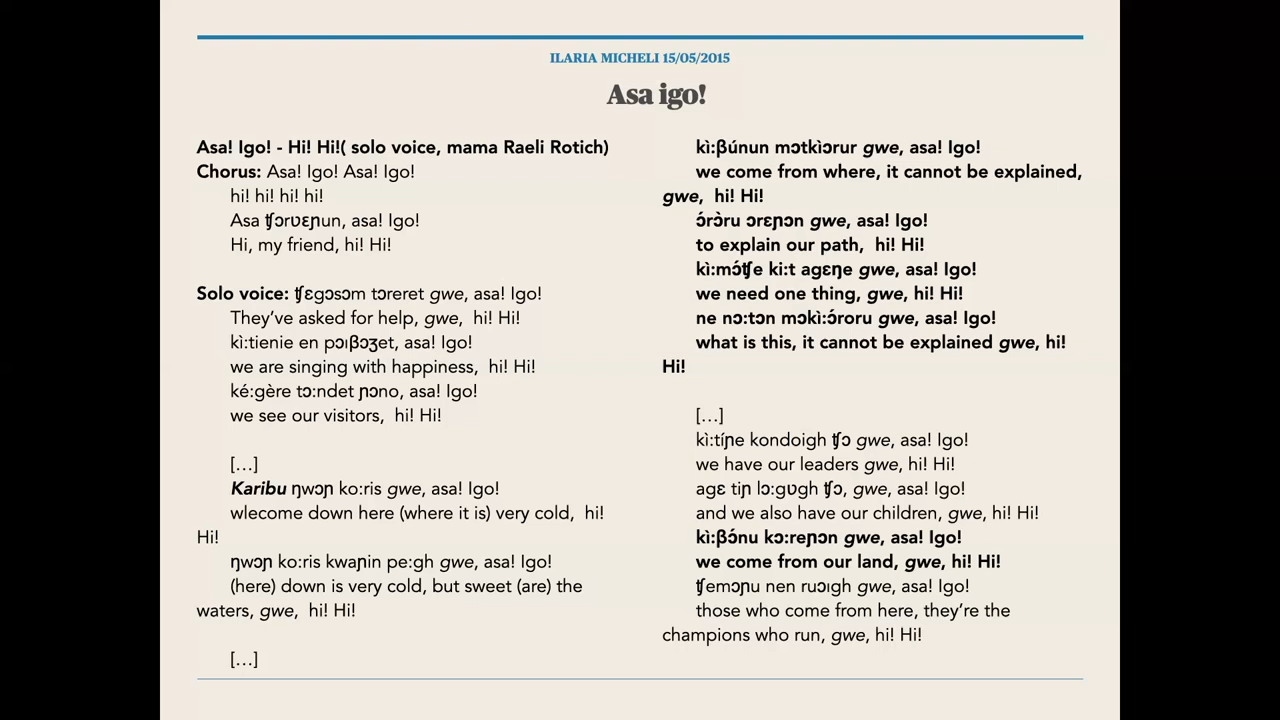 ILARIA MICHELI 15/05/2015
Asa igo!
Asa! Igo! - Hi! Hi!( solo voice, mama Raeli Rotich)
Chorus: Asa! Igo! Asa! Igo!
hi! hi! hi! hi!
Asa ʧɔrʋɛɲun, asa! Igo!
Hi, my friend, hi! Hi!
Solo voice: ʧɛgɔsɔm tɔreret gwe, asa! Igo!
They’ve asked for help, gwe, hi! Hi!
kì:tienie en pɔıβɔʒet, asa! Igo!
we are singing with happiness, hi! Hi!
ké:gère tɔ:ndet ɲɔno, asa! Igo!
we see our visitors, hi! Hi!
[…]
Karibu ŋwɔɲ ko:ris gwe, asa! Igo!
wlecome down here (where it is) very cold, hi!
Hi!
ŋwɔɲ ko:ris kwaɲin pe:gh gwe, asa! Igo!
(here) down is very cold, but sweet (are) the
waters, gwe, hi! Hi!
[…]
kì:βúnun mɔtkìɔrur gwe, asa! Igo!
we come from where, it cannot be explained,
gwe, hi! Hi!
ɔ́rɔ̀ru ɔrɛɲɔn gwe, asa! Igo!
to explain our path, hi! Hi!
kì:mɔ́ʧe ki:t agɛŋe gwe, asa! Igo!
we need one thing, gwe, hi! Hi!
ne nɔ:tɔn mɔkì:ɔ́roru gwe, asa! Igo!
what is this, it cannot be explained gwe, hi!
Hi!
[…]
kì:tíɲe kondoigh ʧɔ gwe, asa! Igo!
we have our leaders gwe, hi! Hi!
agɛ tiɲ lɔ:gʋgh ʧɔ, gwe, asa! Igo!
and we also have our children, gwe, hi! Hi!
kì:βɔ́nu kɔ:reɲɔn gwe, asa! Igo!
we come from our land, gwe, hi! Hi!
ʧemɔɲu nen ruɔıgh gwe, asa! Igo!
those who come from here, they’re the
champions who run, gwe, hi! Hi!